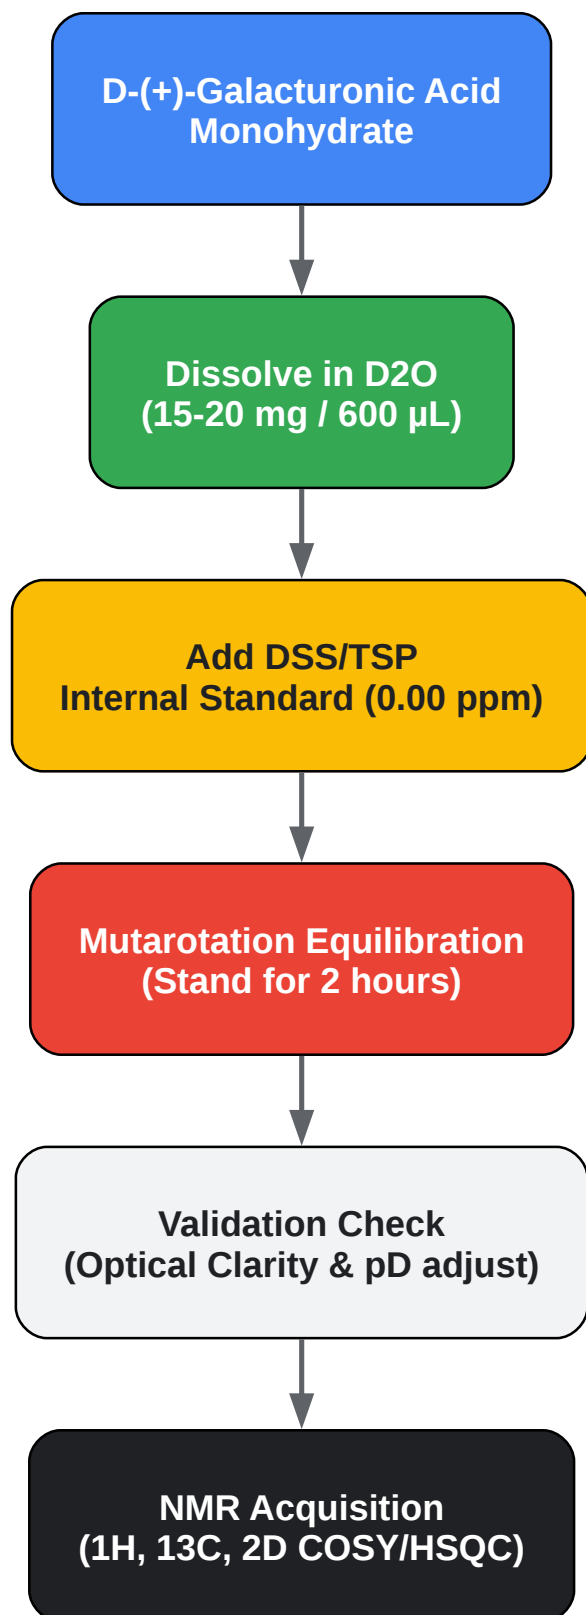 D-(+)-Galacturonic Acid
Monohydrate
Dissolve in D2O
(15-20 mg / 600 µL)
Add DSS/TSP
Internal Standard (0.00 ppm)
Mutarotation Equilibration
(Stand for 2 hours)
Validation Check
(Optical Clarity & pD adjust)
NMR Acquisition
(1H, 13C, 2D COSY/HSQC)